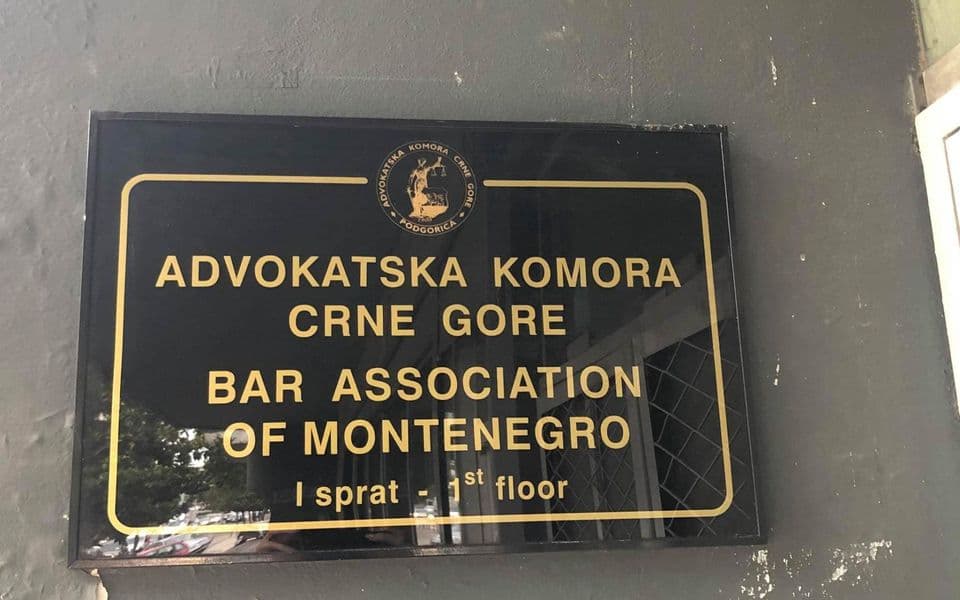 ADVOKATSKA KOMORA CRNE GORE
PODGORICA
ADVOKATSKA KOMORA
CRNE GORE
BAR ASSOCIATION
OF MONTENEGRO
I sprat - 1st floor